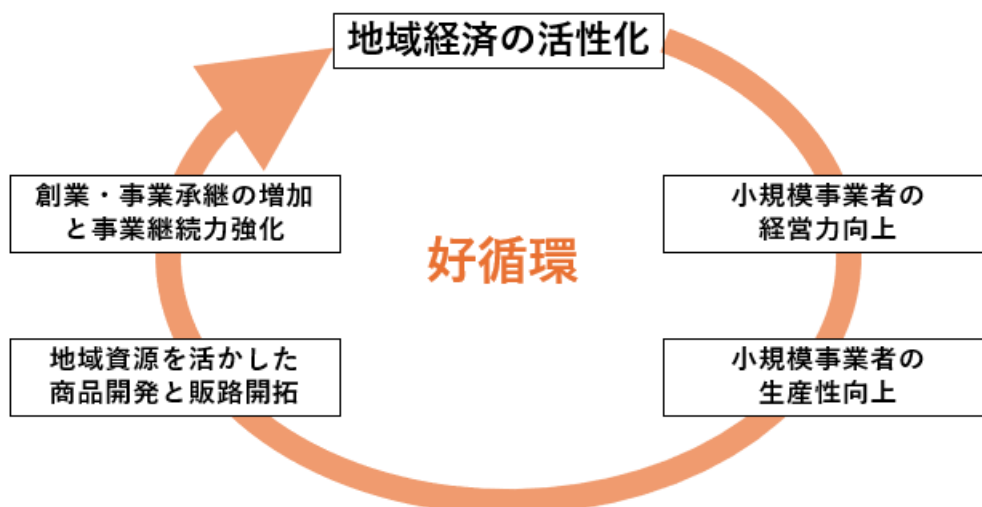 地域経済の活性化
創業・事業承継の増加
と事業継続力強化
小規模事業者の
経営力向上
好循環
地域資源を活かした
商品開発と販路開拓
小規模事業者の
生産性向上